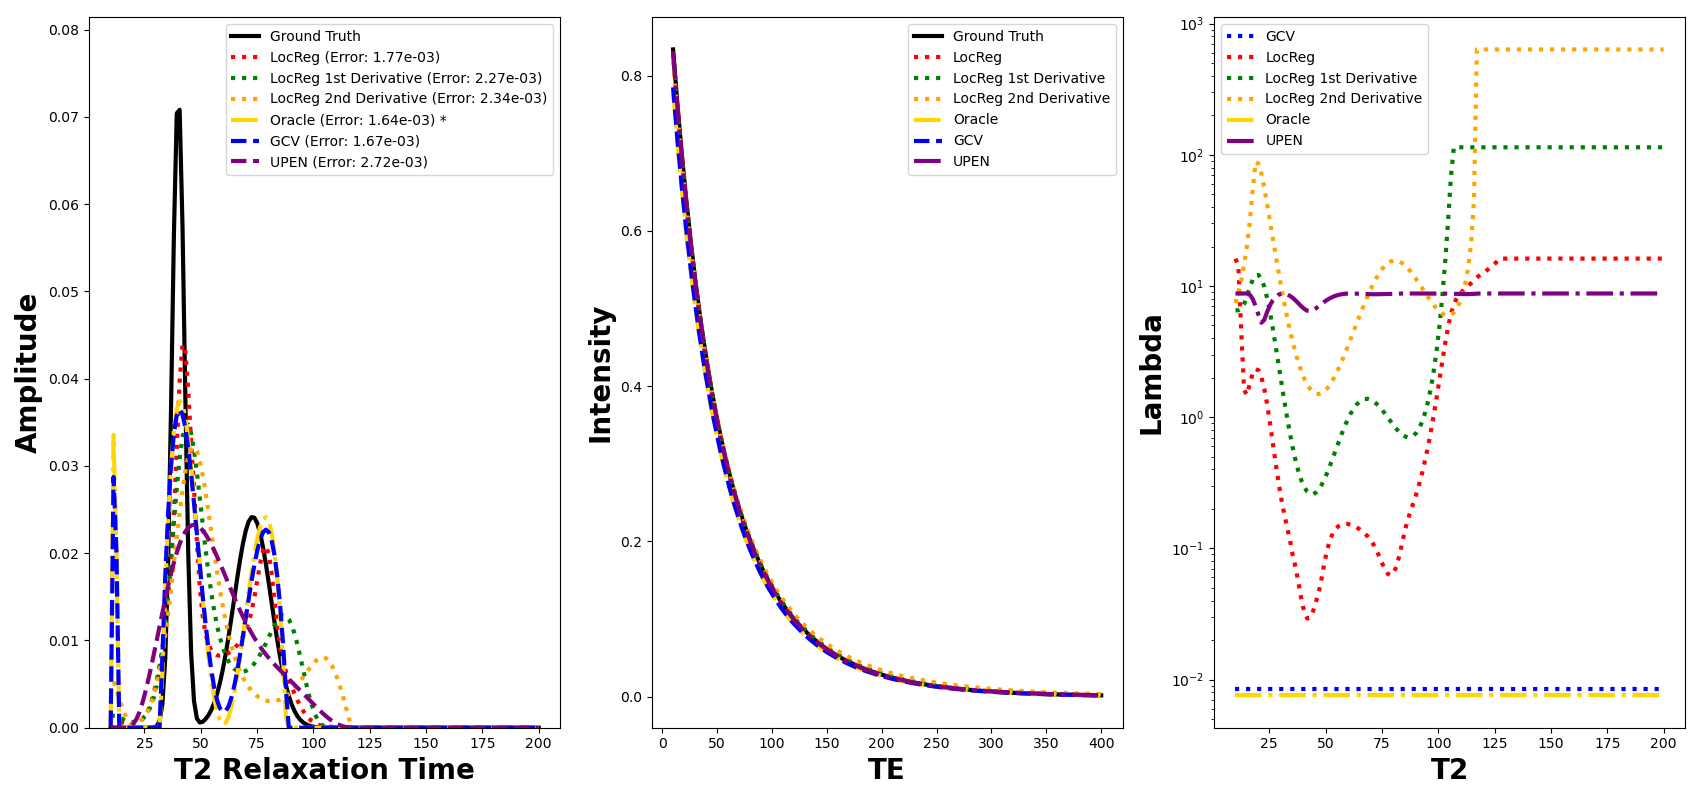 0.08
0.07
0.06
0.05
0.04
0.03
0.02
0.01
0.00
Amplitude
25 50 75 100 125 150 175 200
T2 Relaxation Time
Ground Truth
LocReg (Error: 1.77e-03)
LocReg 1st Derivative (Error: 2.27e-03)
LocReg 2nd Derivative (Error: 2.34e-03)
Oracle (Error: 1.64e-03) *
GCV (Error: 1.67e-03)
UPEN (Error: 2.72e-03)
0.8
0.6
0.4
0.2
0.0
Intensity
0 50 100 150 200 250 300 350 400
TE
Ground Truth
LocReg
LocReg 1st Derivative
LocReg 2nd Derivative
Oracle
GCV
UPEN
10³
10²
10¹
10⁰
10⁻¹
10⁻²
Lambda
25 50 75 100 125 150 175 200
T2
GCV
LocReg
LocReg 1st Derivative
LocReg 2nd Derivative
Oracle
UPEN